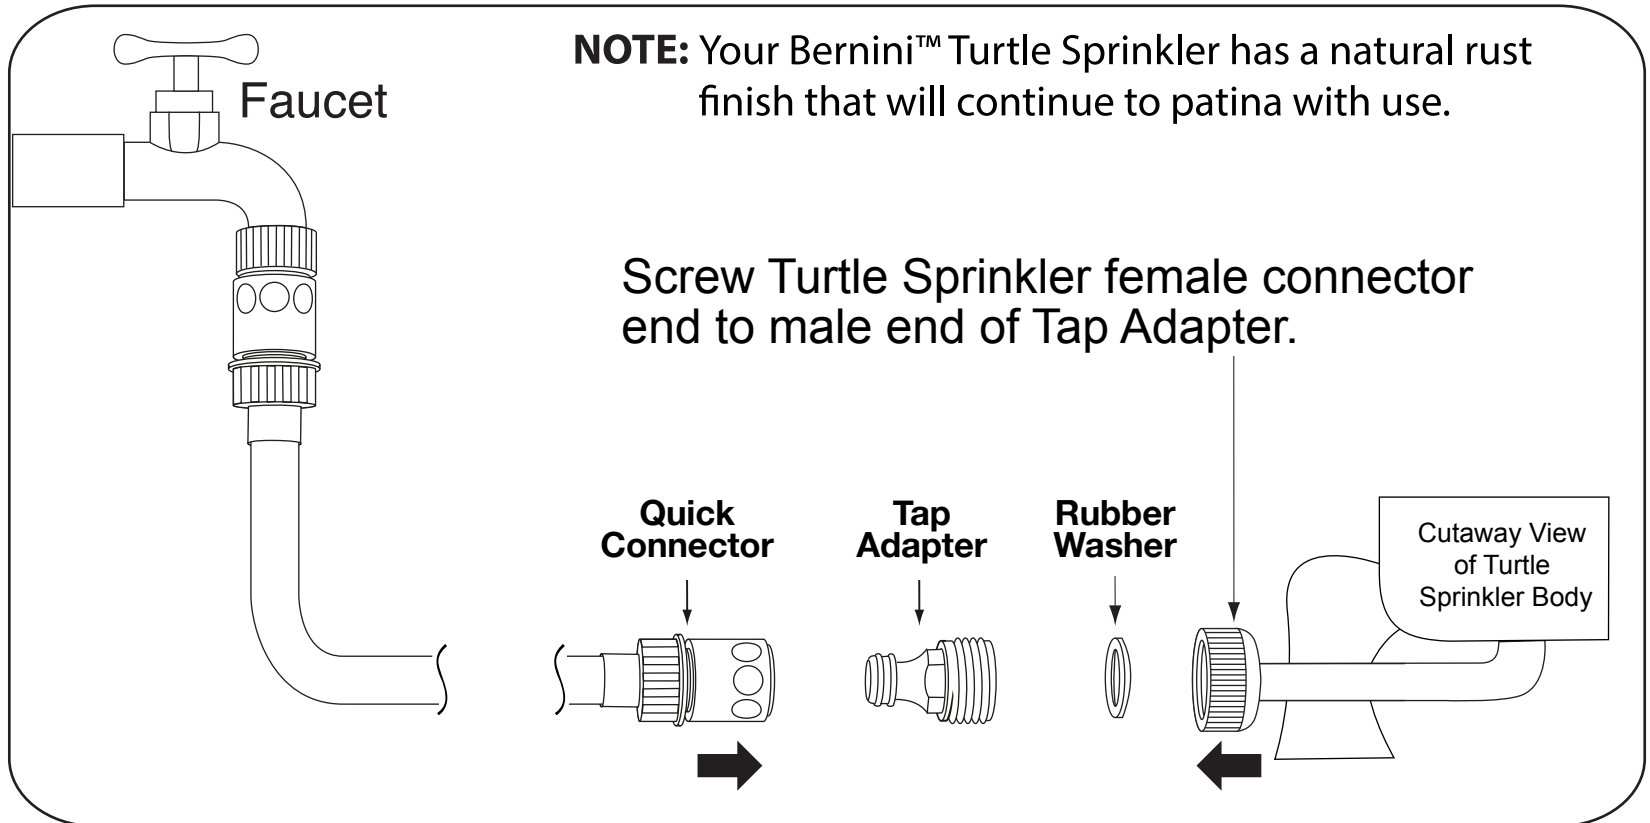 NOTE: Your Bernini™ Turtle Sprinkler has a natural rust
finish that will continue to patina with use.
Faucet
Screw Turtle Sprinkler female connector
end to male end of Tap Adapter.
Quick
Connector
Tap
Adapter
Rubber
Washer
Cutaway View
of Turtle
Sprinkler Body